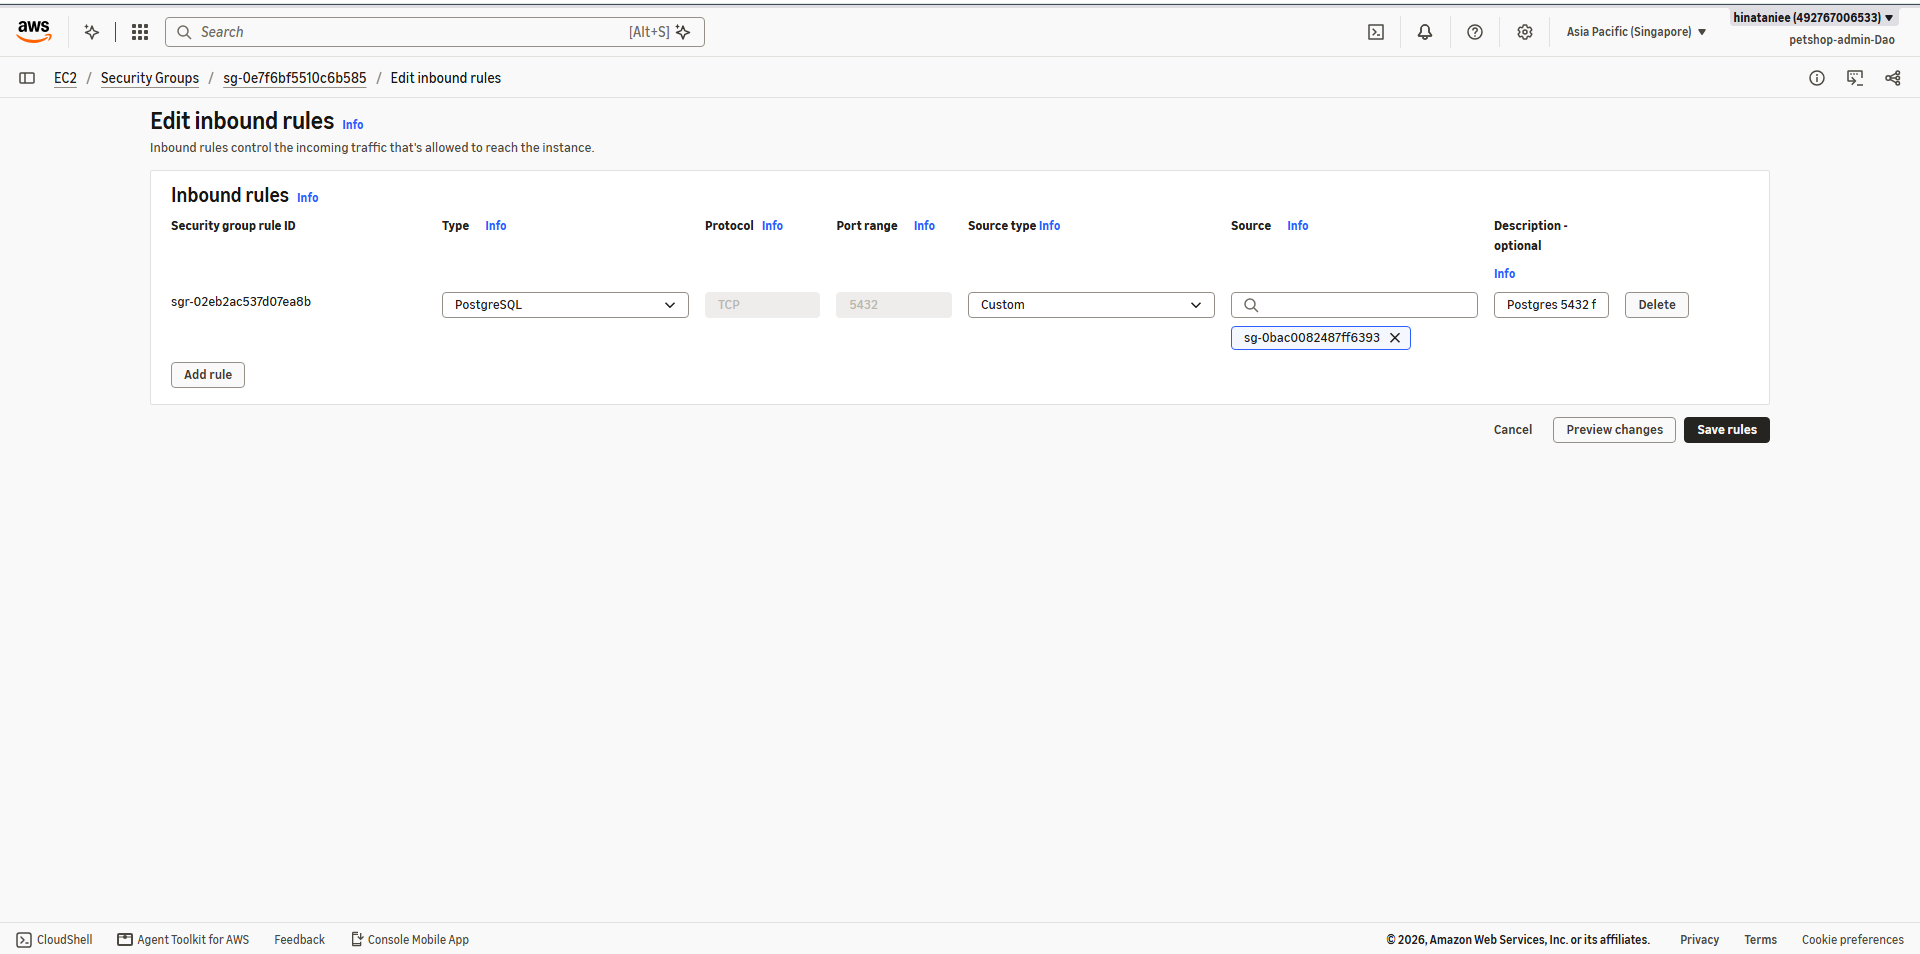 aws
Search [Alt+S]
Asia Pacific (Singapore)
hinataniee (492767006533)
petshop-admin-Dao
EC2 / Security Groups / sg-0e7f6bf5510c6b585 / Edit inbound rules
Edit inbound rules Info
Inbound rules control the incoming traffic that's allowed to reach the instance.
Inbound rules Info
Security group rule ID Type Info Protocol Info Port range Info Source type Info Source Info Description -
optional
Info
sgr-02eb2ac537d07ea8b PostgreSQL TCP 5432 Custom Postgres 5432 f Delete
sg-0bac0082487ff6393
Add rule
Cancel Preview changes Save rules
CloudShell Agent Toolkit for AWS Feedback Console Mobile App © 2026, Amazon Web Services, Inc. or its affiliates. Privacy Terms Cookie preferences